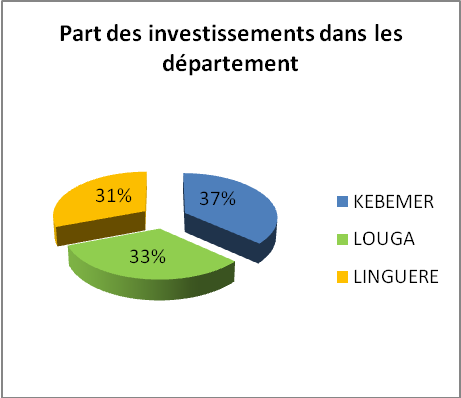 Part des investissements dans les
département
31%
37%
33%
KEBEMER
LOUGA
LINGUERE